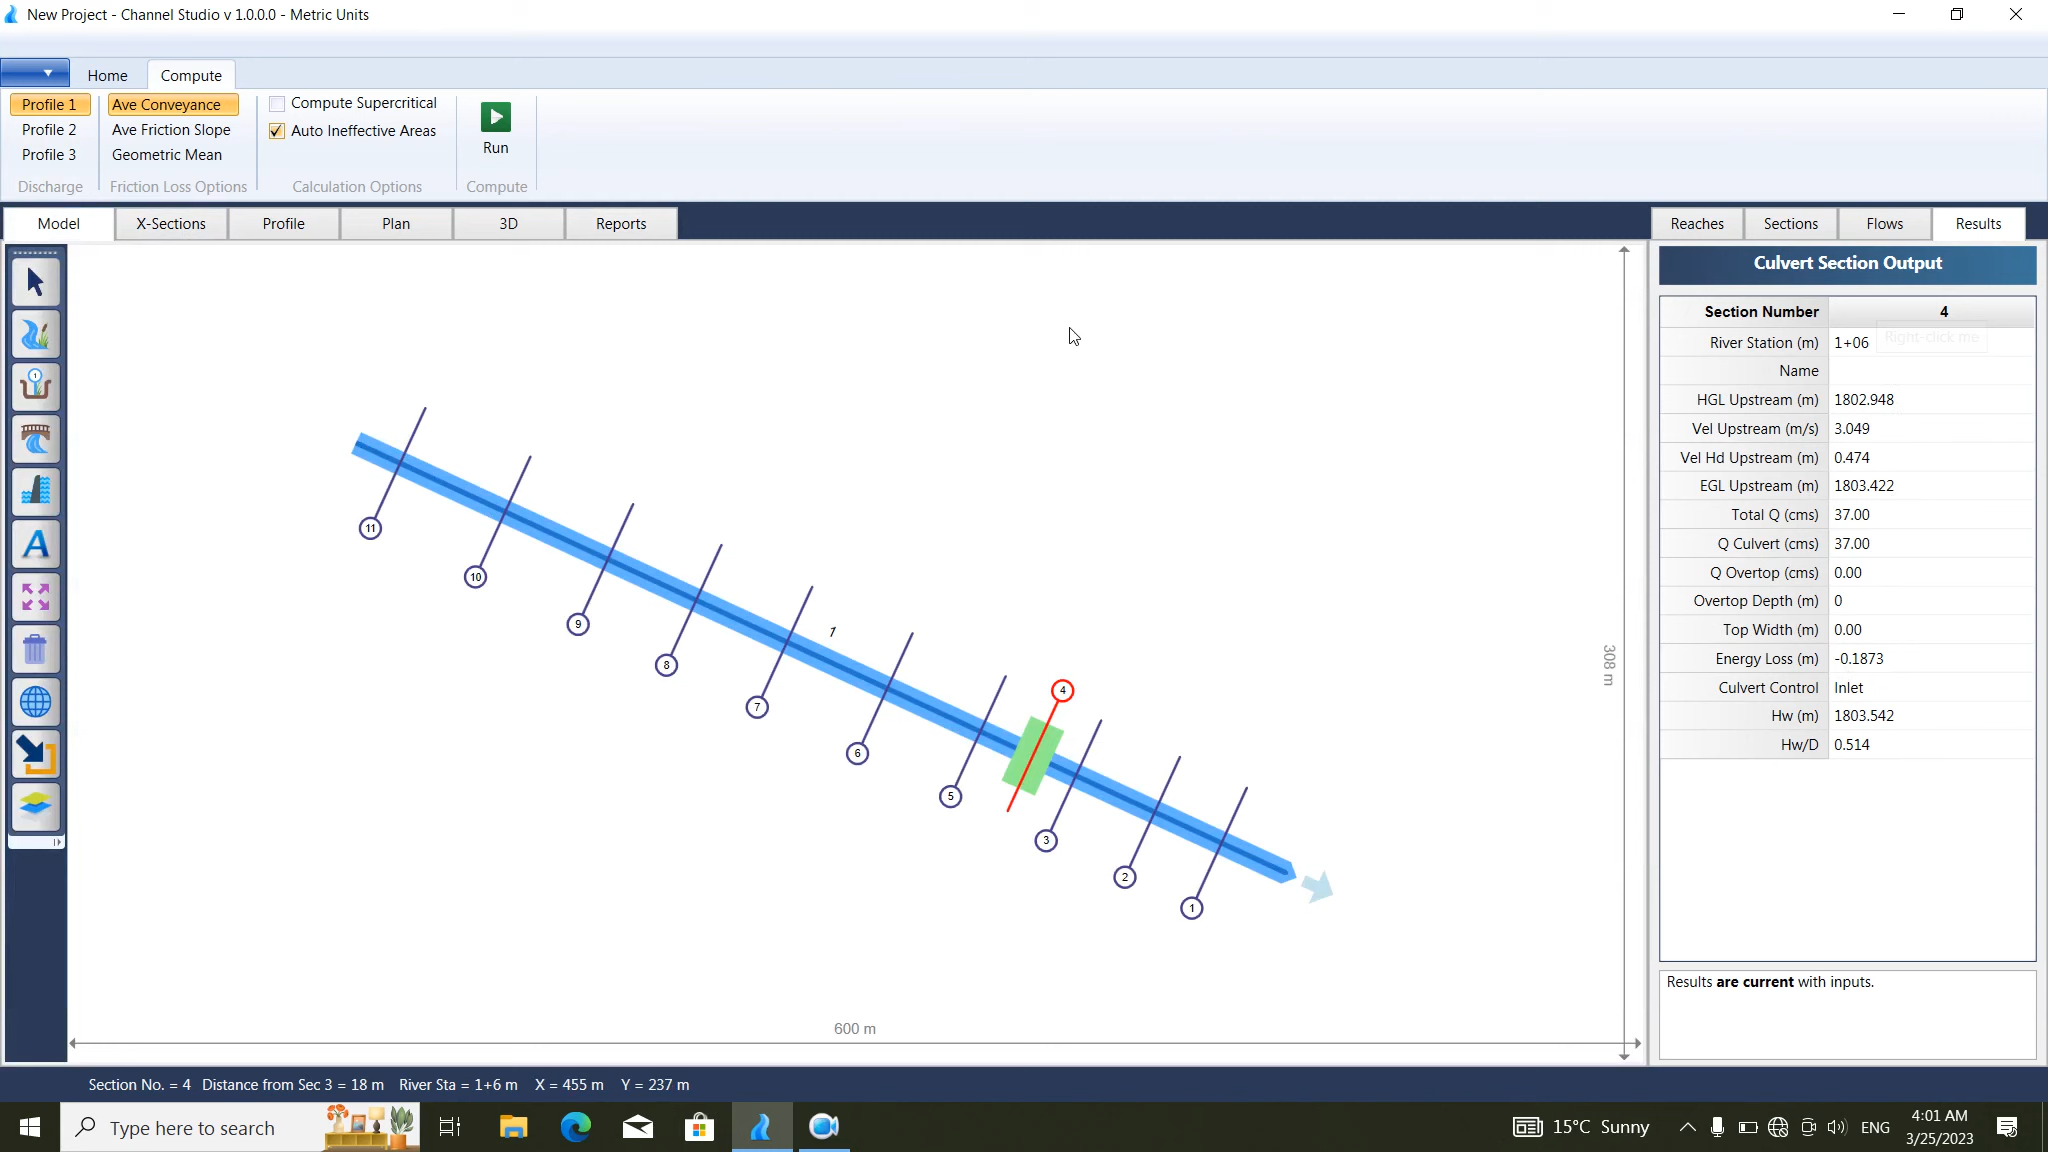 New Project - Channel Studio v 1.0.0.0 - Metric Units
Home
Compute
Profile 1
Profile 2
Profile 3
Discharge
Ave Conveyance
Ave Friction Slope
Geometric Mean
Friction Loss Options
Compute Supercritical
Auto Ineffective Areas
Calculation Options
Run
Compute
Model
X-Sections
Profile
Plan
3D
Reports
Reaches
Sections
Flows
Results
Culvert Section Output
Section Number 4
River Station (m) 1+06
Right-click me
Name
HGL Upstream (m) 1802.948
Vel Upstream (m/s) 3.049
Vel Hd Upstream (m) 0.474
EGL Upstream (m) 1803.422
Total Q (cms) 37.00
Q Culvert (cms) 37.00
Q Overtop (cms) 0.00
Overtop Depth (m) 0
Top Width (m) 0.00
Energy Loss (m) -0.1873
Culvert Control Inlet
Hw (m) 1803.542
Hw/D 0.514
Results are current with inputs.
1
A
11
10
9
8
7
1
6
5
4
3
2
1
308 m
600 m
Section No. = 4 Distance from Sec 3 = 18 m River Sta = 1+6 m X = 455 m Y = 237 m
Type here to search
15°C Sunny
ENG
4:01 AM
3/25/2023